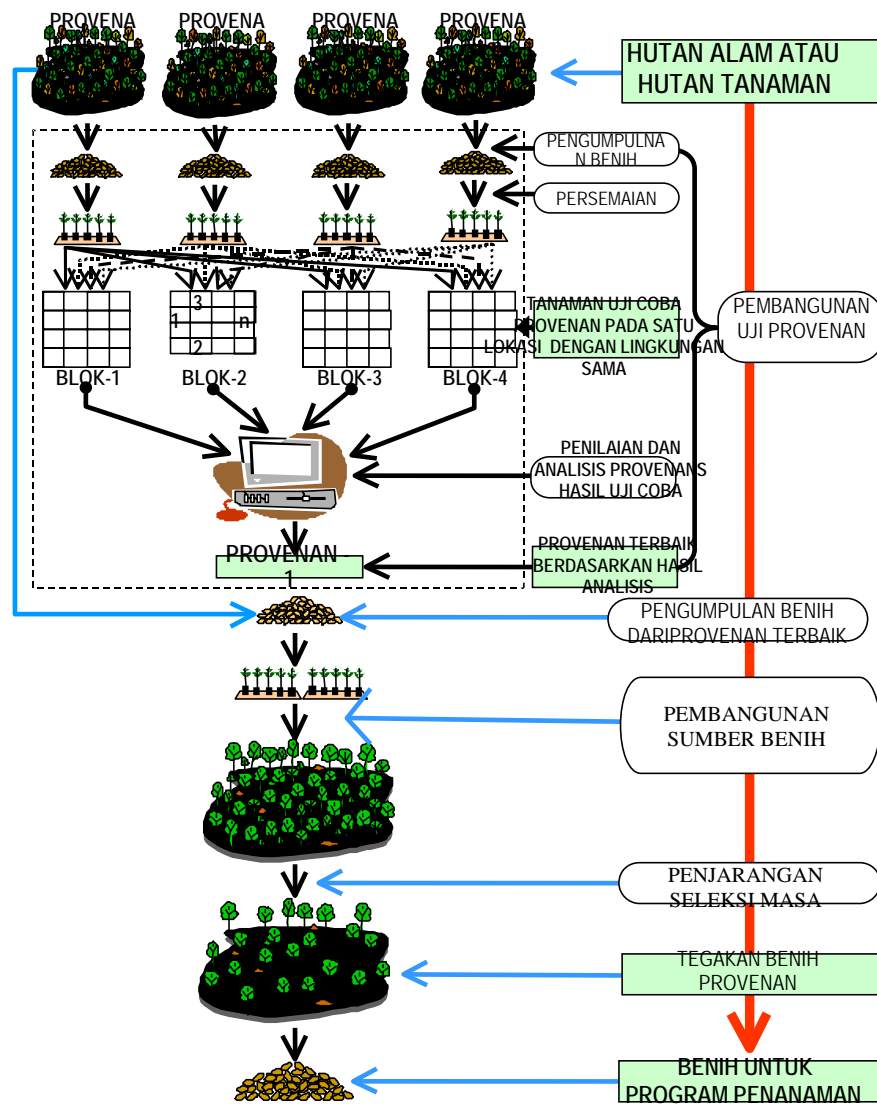 PROVENA
PROVENA
PROVENA
PROVENA
HUTAN ALAM ATAU
HUTAN TANAMAN
PENGUMPULNA
N BENIH
PERSEMAIAN
3
1
n
2
BLOK-1
BLOK-2
BLOK-3
BLOK-4
TANAMAN UJI COBA
PROVENAN PADA SATU
LOKASI DENGAN LINGKUNGAN
SAMA
PEMBANGUNAN
UJI PROVENAN
PENILAIAN DAN
ANALISIS PROVENANS
HASIL UJI COBA
PROVENAN -
1
PROVENAN TERBAIK
BERDASARKAN HASIL
ANALISIS
PENGUMPULAN BENIH
DARIPROVENAN TERBAIK
PEMBANGUNAN
SUMBER BENIH
PENJARANGAN
SELEKSI MASA
TEGAKAN BENIH
PROVENAN
BENIH UNTUK
PROGRAM PENANAMAN